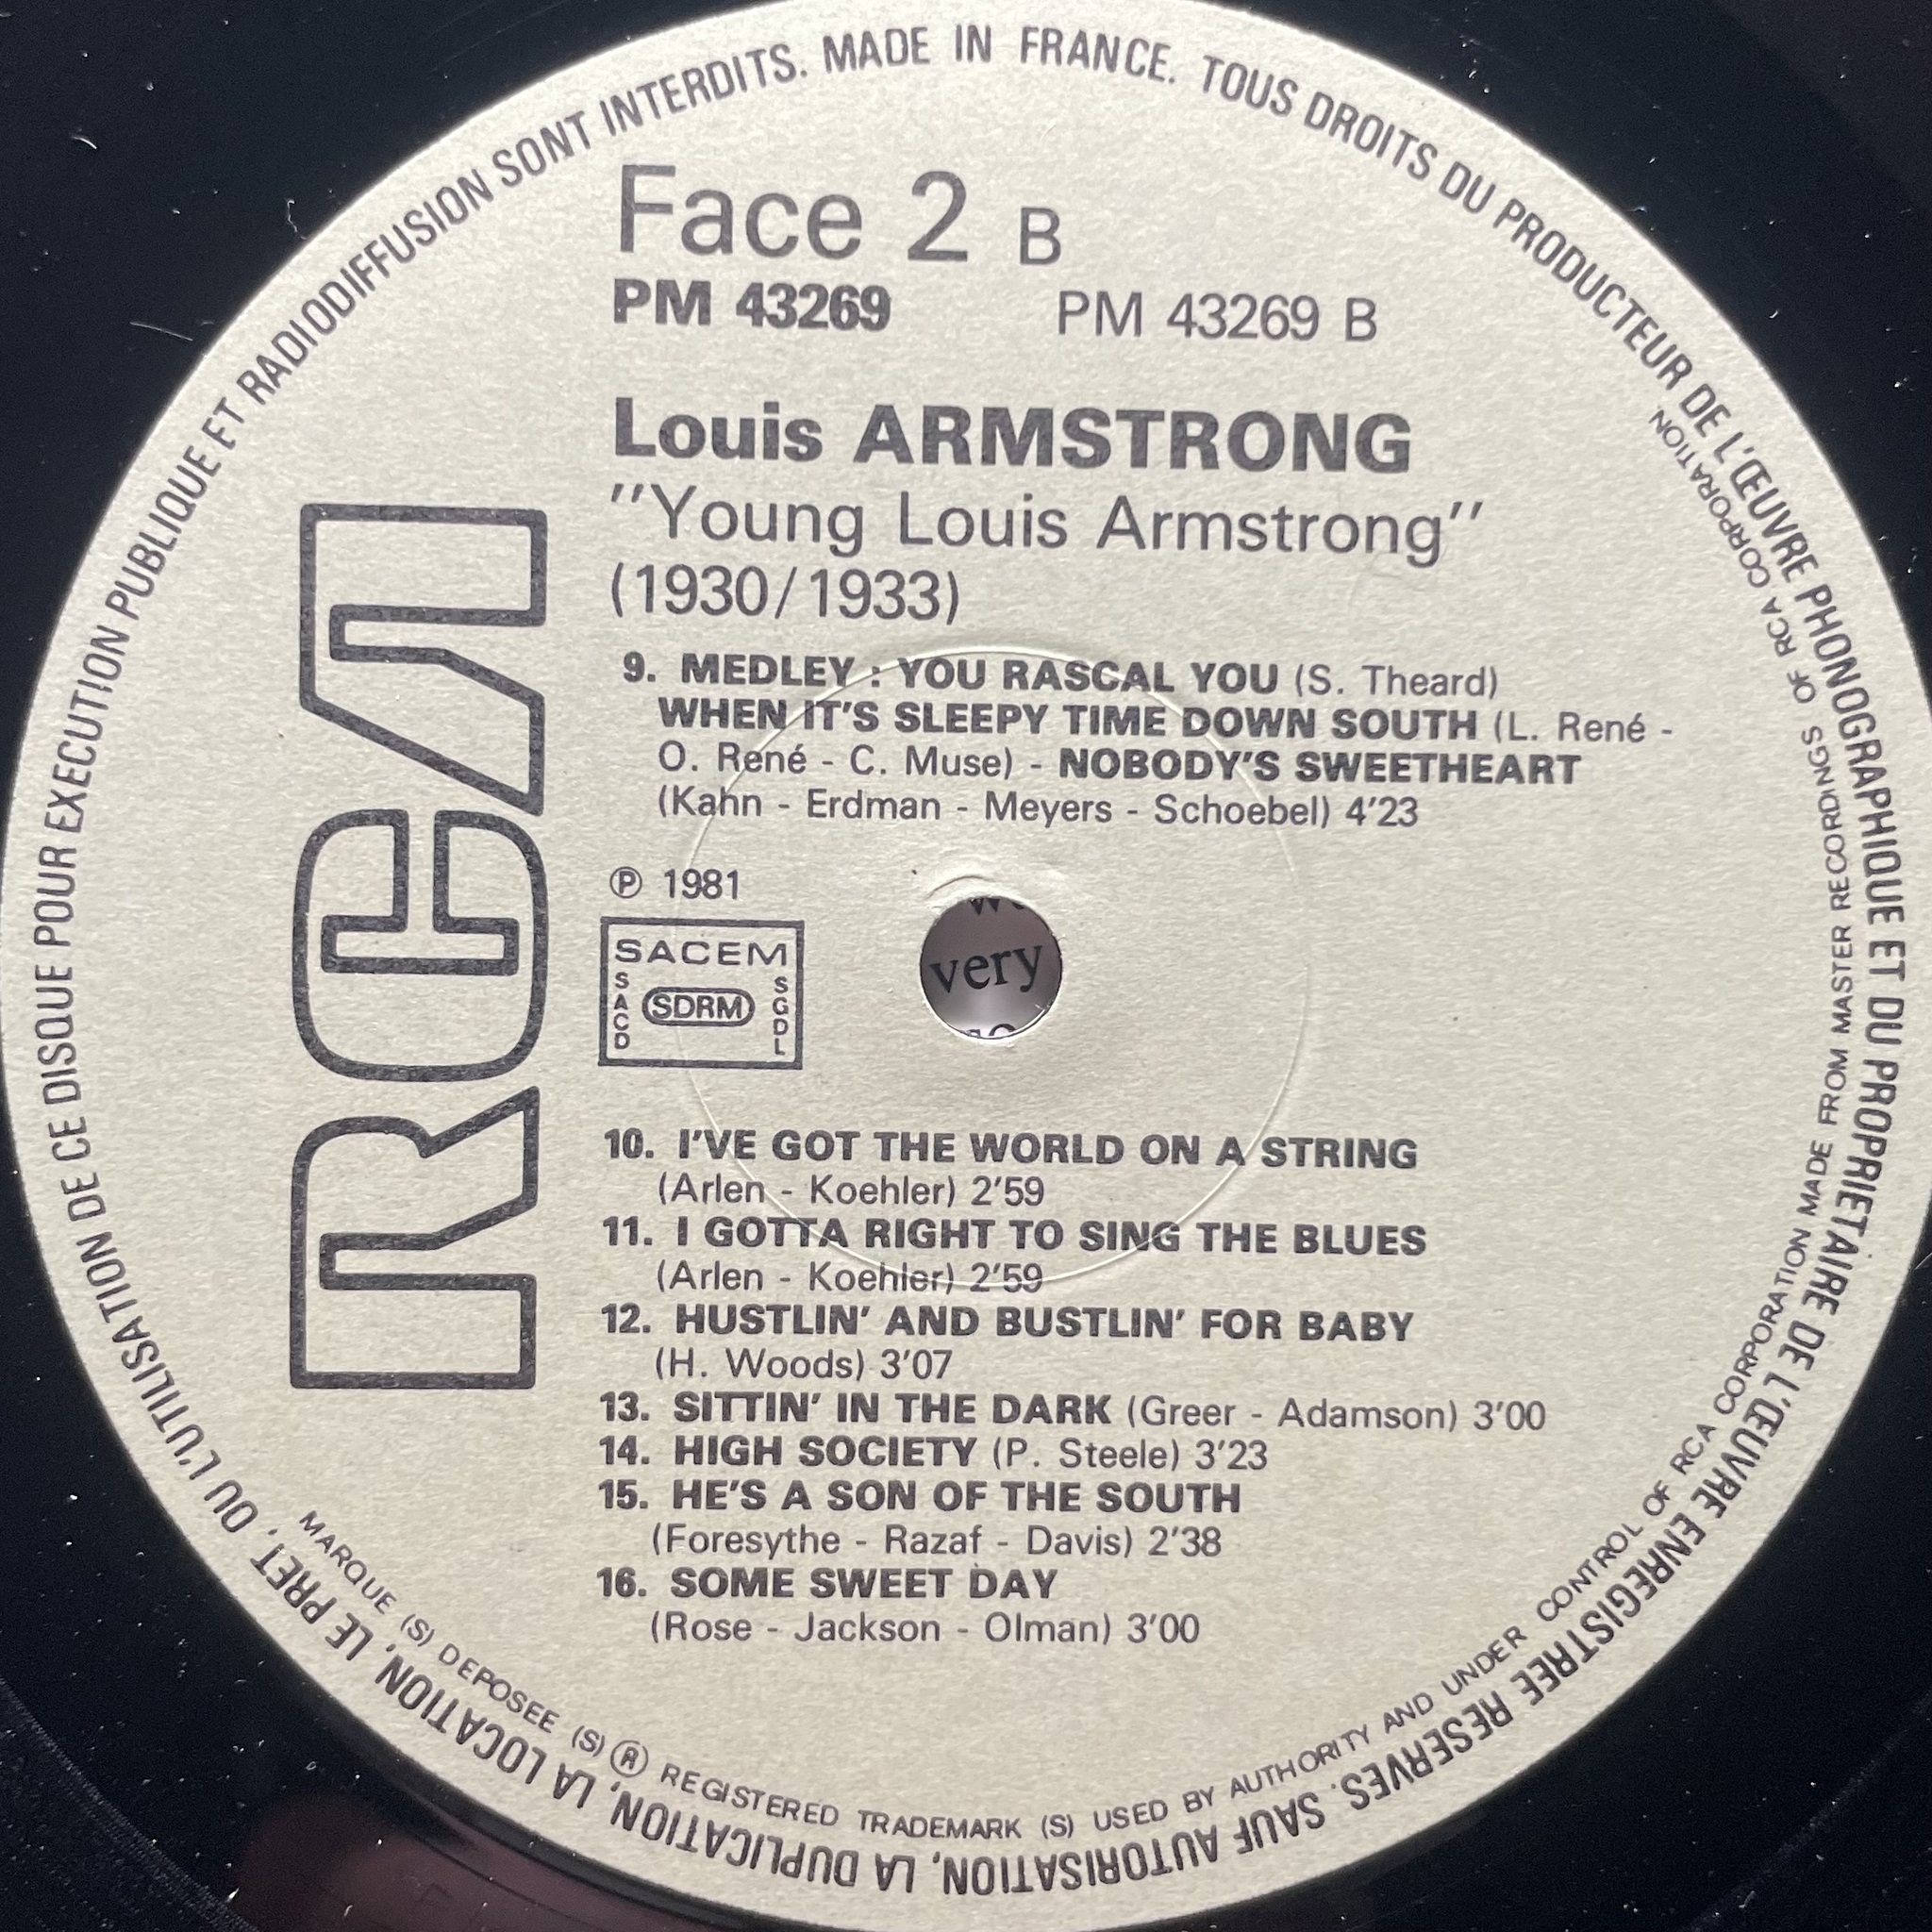 TOUS DROITS DU PRODUCTEUR DE L'ŒUVRE PHONOGRAPHIQUE ET DU PROPRIETAIRE DE L'ŒUVRE ENREGISTREE RESERVES. SAUF AUTORISATION, LA DUPLICATION, LA LOCATION, LE PRET, OU L'UTILISATION DE CE DISQUE POUR EXECUTION PUBLIQUE ET RADIODIFFUSION SONT INTERDITS. MADE IN FRANCE.
Face 2 B
PM 43269 PM 43269 B
Louis ARMSTRONG
"Young Louis Armstrong"
(1930/1933)
RCA
9. MEDLEY : YOU RASCAL YOU (S. Theard)
WHEN IT'S SLEEPY TIME DOWN SOUTH (L. René -
O. René - C. Muse) - NOBODY'S SWEETHEART
(Kahn - Erdman - Meyers - Schoebel) 4'23
℗ 1981
SACEM
SACD SDRM SGDL
very
10. I'VE GOT THE WORLD ON A STRING
(Arlen - Koehler) 2'59
11. I GOTTA RIGHT TO SING THE BLUES
(Arlen - Koehler) 2'59
12. HUSTLIN' AND BUSTLIN' FOR BABY
(H. Woods) 3'07
13. SITTIN' IN THE DARK (Greer - Adamson) 3'00
14. HIGH SOCIETY (P. Steele) 3'23
15. HE'S A SON OF THE SOUTH
(Foresythe - Razaf - Davis) 2'38
16. SOME SWEET DAY
(Rose - Jackson - Olman) 3'00
MARQUE (S) DEPOSEE (S) ® REGISTERED TRADEMARK (S) USED BY AUTHORITY AND UNDER CONTROL OF RCA CORPORATION MADE FROM MASTER RECORDINGS OF RCA CORPORATION